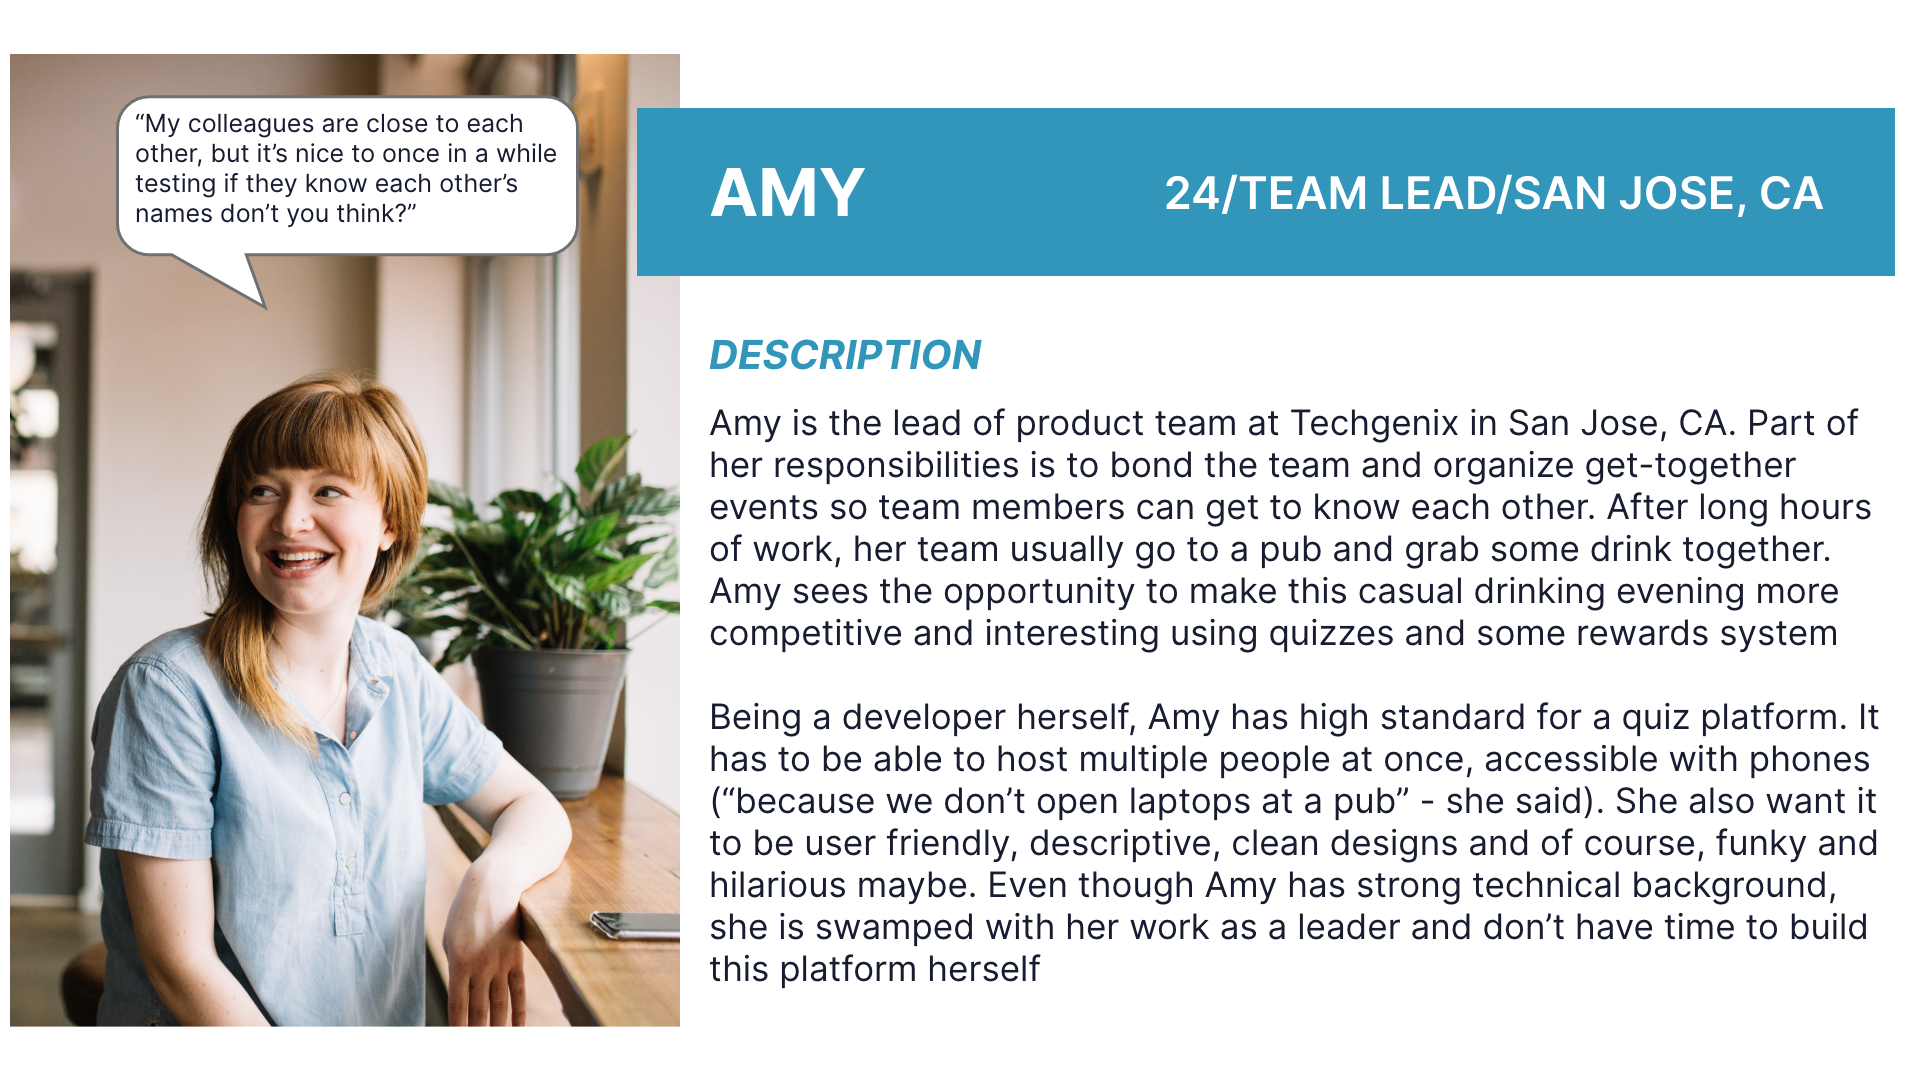 “My colleagues are close to each
other, but it’s nice to once in a while
testing if they know each other’s
names don’t you think?”
AMY
24/TEAM LEAD/SAN JOSE, CA
DESCRIPTION
Amy is the lead of product team at Techgenix in San Jose, CA. Part of
her responsibilities is to bond the team and organize get-together
events so team members can get to know each other. After long hours
of work, her team usually go to a pub and grab some drink together.
Amy sees the opportunity to make this casual drinking evening more
competitive and interesting using quizzes and some rewards system
Being a developer herself, Amy has high standard for a quiz platform. It
has to be able to host multiple people at once, accessible with phones
(“because we don’t open laptops at a pub” - she said). She also want it
to be user friendly, descriptive, clean designs and of course, funky and
hilarious maybe. Even though Amy has strong technical background,
she is swamped with her work as a leader and don’t have time to build
this platform herself